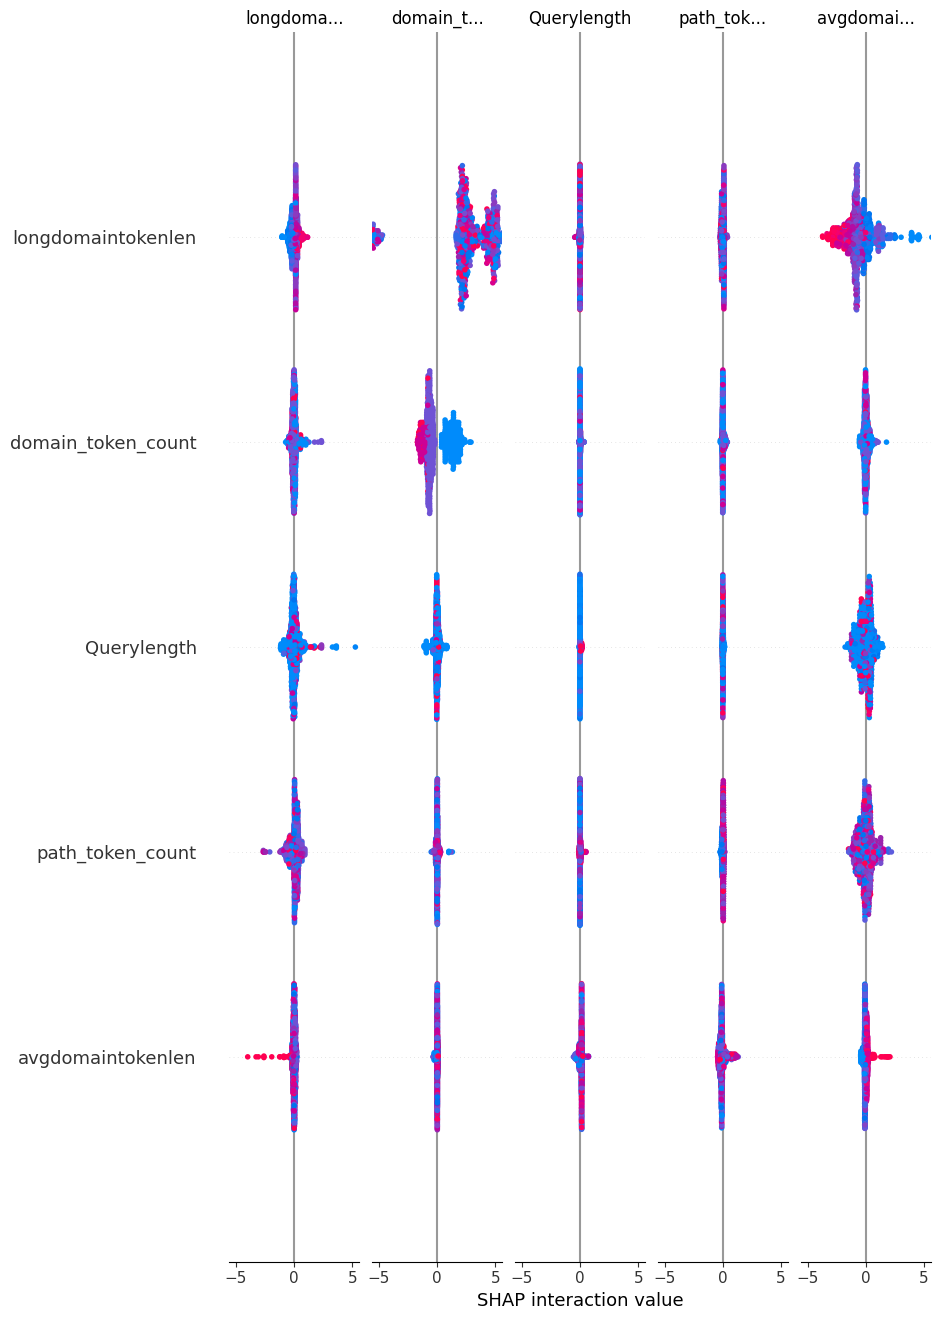 longdoma... domain_t... Querylength path_tok... avgdomai...
longdomaintokenlen
domain_token_count
Querylength
path_token_count
avgdomaintokenlen
−5 0 5 −5 0 5 −5 0 5 −5 0 5 −5 0 5
SHAP interaction value